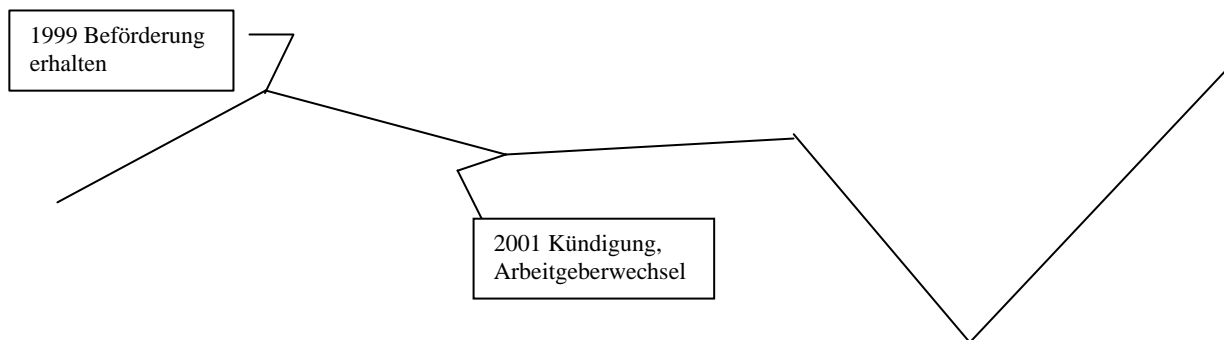 1999 Beförderung
erhalten
2001 Kündigung,
Arbeitgeberwechsel